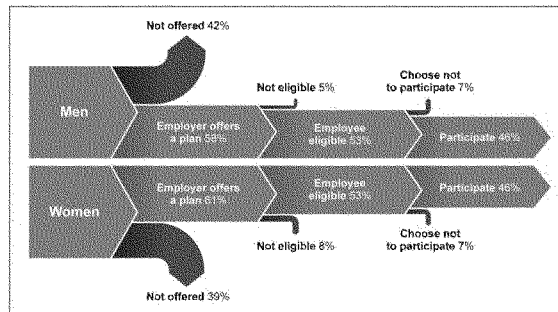 Not offered 42%
Not eligible 5%
Choose not
to participate 7%
Men
Employer offers
a plan 58%
Employee
eligible 53%
Participate 46%
Women
Employer offers
a plan 61%
Employee
eligible 53%
Participate 46%
Not eligible 8%
Choose not
to participate 7%
Not offered 39%